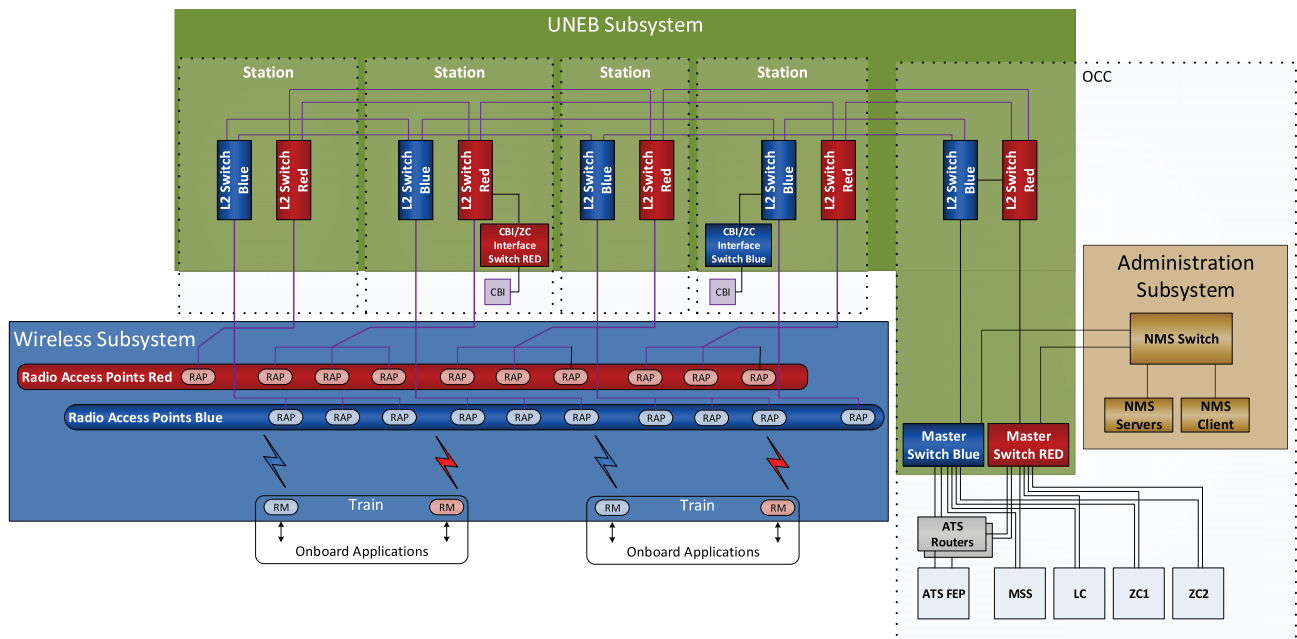 UNEB Subsystem
Station
Station
Station
Station
OCC
L2 Switch
Blue
L2 Switch
Red
L2 Switch
Blue
L2 Switch
Red
L2 Switch
Blue
L2 Switch
Red
L2 Switch
Blue
L2 Switch
Red
L2 Switch
Blue
L2 Switch
Red
CBI/ZC
Interface
Switch RED
CBI
CBI/ZC
Interface
Switch Blue
CBI
Administration
Subsystem
NMS Switch
NMS
Servers
NMS
Client
Wireless Subsystem
Radio Access Points Red
RAP
RAP
RAP
RAP
RAP
RAP
RAP
RAP
RAP
RAP
Radio Access Points Blue
RAP
RAP
RAP
RAP
RAP
RAP
RAP
RAP
RAP
RAP
Master
Switch Blue
Master
Switch RED
RM
Train
RM
Onboard Applications
RM
Train
RM
Onboard Applications
ATS
Routers
ATS FEP
MSS
LC
ZC1
ZC2